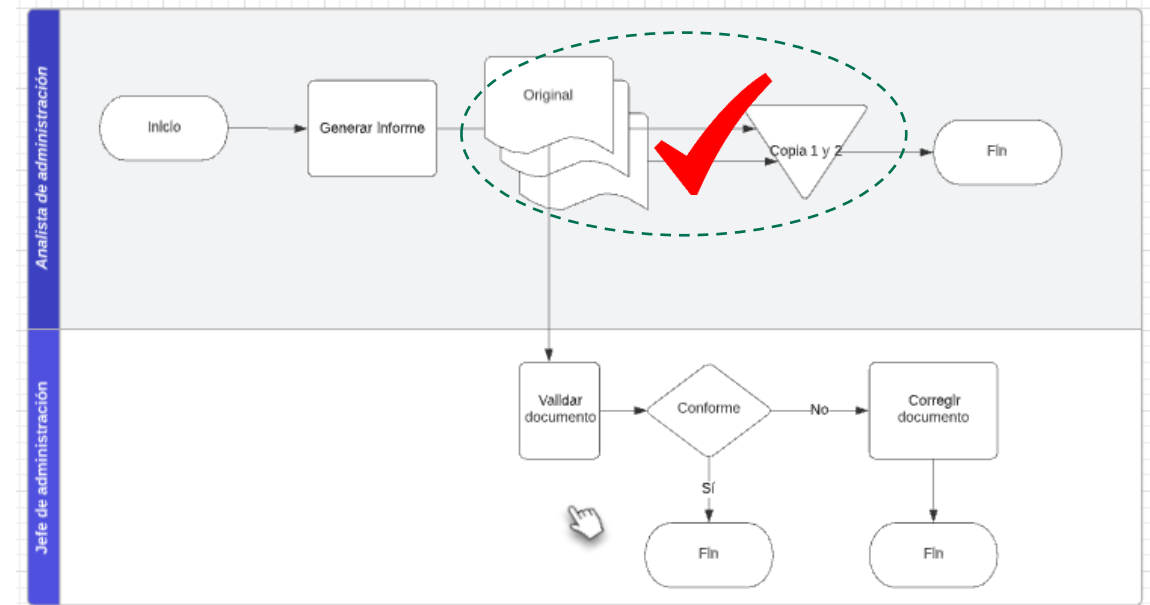 Analista de administración
Inicio
Generar Informe
Original
Copia 1 y 2
Fin
Jefe de administración
Validar
documento
Conforme
No
Corregir
documento
Sí
Fin
Fin